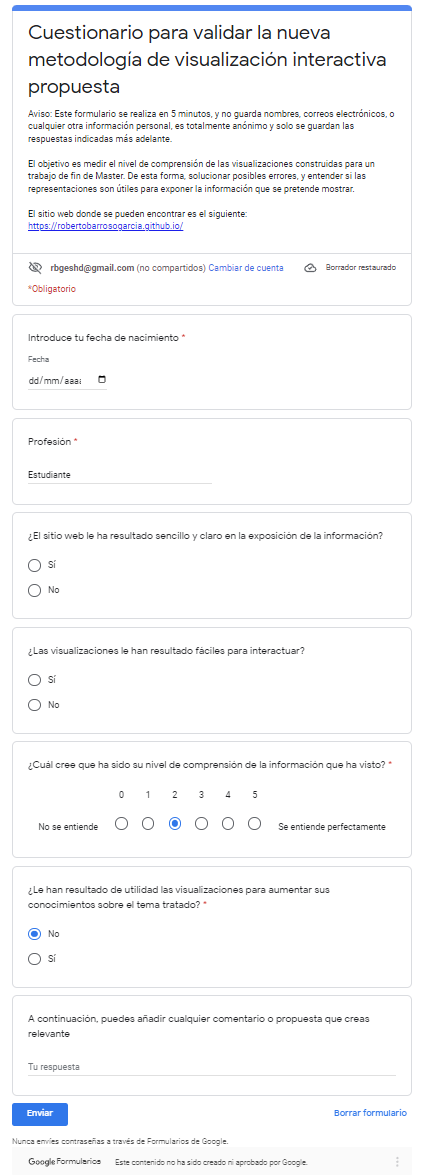 Cuestionario para validar la nueva
metodología de visualización interactiva
propuesta
Aviso: Este formulario se realiza en 5 minutos, y no guarda nombres, correos electrónicos, o
cualquier otra información personal, es totalmente anónimo y solo se guardan las
respuestas indicadas más adelante.
El objetivo es medir el nivel de comprensión de las visualizaciones construidas para un
trabajo de fin de Master. De esta forma, solucionar posibles errores, y entender si las
representaciones son útiles para exponer la información que se pretende mostrar.
El sitio web donde se pueden encontrar es el siguiente:
https://robertobarrosogarcia.github.io/
rbgeshd@gmail.com (no compartidos) Cambiar de cuenta Borrador restaurado
*Obligatorio
Introduce tu fecha de nacimiento *
Fecha
dd/mm/aaaa
Profesión *
Estudiante
¿El sitio web le ha resultado sencillo y claro en la exposición de la información?
Sí
No
¿Las visualizaciones le han resultado fáciles para interactuar?
Sí
No
¿Cuál cree que ha sido su nivel de comprensión de la información que ha visto? *
0 1 2 3 4 5
No se entiende Se entiende perfectamente
¿Le han resultado de utilidad las visualizaciones para aumentar sus
conocimientos sobre el tema tratado? *
No
Sí
A continuación, puedes añadir cualquier comentario o propuesta que creas
relevante
Tu respuesta
Enviar Borrar formulario
Nunca envíes contraseñas a través de Formularios de Google.
Google Formularios Este contenido no ha sido creado ni aprobado por Google.